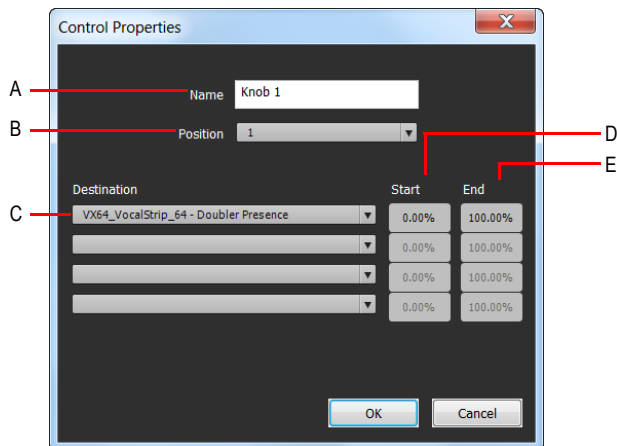 Control Properties
X
A
Name
Knob 1
B
Position
1
D
E
Destination
Start
End
C
VX64_VocalStrip_64 - Doubler Presence
0.00%
100.00%
0.00%
100.00%
0.00%
100.00%
0.00%
100.00%
OK
Cancel